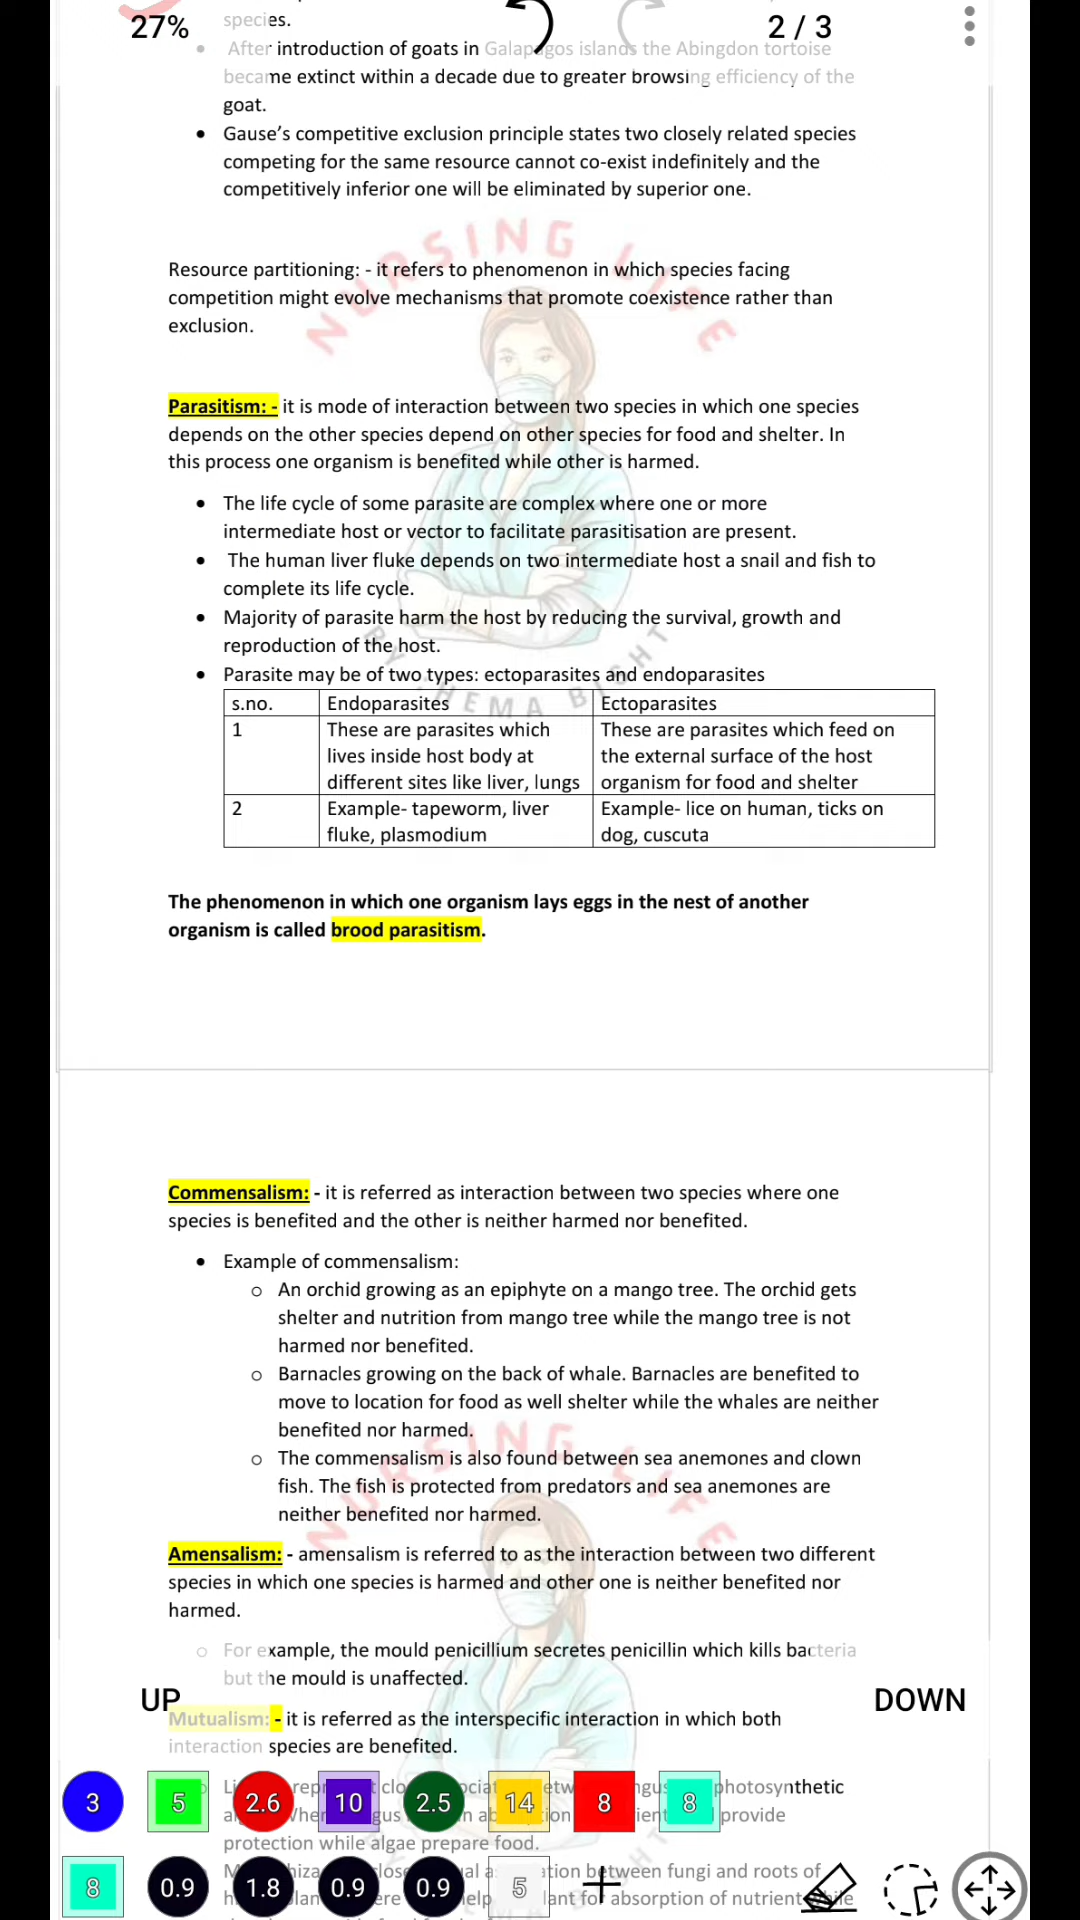 27%
2 / 3
species.
• After introduction of goats in Galapagos islands the Abingdon tortoise
became extinct within a decade due to greater browsing efficiency of the
goat.
• Gause’s competitive exclusion principle states two closely related species
competing for the same resource cannot co-exist indefinitely and the
competitively inferior one will be eliminated by superior one.
NURSING LIFE
Resource partitioning: - it refers to phenomenon in which species facing
competition might evolve mechanisms that promote coexistence rather than
exclusion.
Parasitism: - it is mode of interaction between two species in which one species
depends on the other species depend on other species for food and shelter. In
this process one organism is benefited while other is harmed.
• The life cycle of some parasite are complex where one or more
intermediate host or vector to facilitate parasitisation are present.
• The human liver fluke depends on two intermediate host a snail and fish to
complete its life cycle.
• Majority of parasite harm the host by reducing the survival, growth and
reproduction of the host.
• Parasite may be of two types: ectoparasites and endoparasites
BY HEMA BISHT
s.no. Endoparasites Ectoparasites
1 These are parasites which These are parasites which feed on
lives inside host body at the external surface of the host
different sites like liver, lungs organism for food and shelter
2 Example- tapeworm, liver Example- lice on human, ticks on
fluke, plasmodium dog, cuscuta
The phenomenon in which one organism lays eggs in the nest of another
organism is called brood parasitism.
Commensalism: - it is referred as interaction between two species where one
species is benefited and the other is neither harmed nor benefited.
• Example of commensalism:
o An orchid growing as an epiphyte on a mango tree. The orchid gets
shelter and nutrition from mango tree while the mango tree is not
harmed nor benefited.
o Barnacles growing on the back of whale. Barnacles are benefited to
move to location for food as well shelter while the whales are neither
benefited nor harmed.
NURSING LIFE
o The commensalism is also found between sea anemones and clown
fish. The fish is protected from predators and sea anemones are
neither benefited nor harmed.
Amensalism: - amensalism is referred to as the interaction between two different
species in which one species is harmed and other one is neither benefited nor
harmed.
o For example, the mould penicillium secretes penicillin which kills bacteria
but the mould is unaffected.
UP
DOWN
Mutualism: - it is referred as the interspecific interaction in which both
interaction species are benefited.
photosynthetic
3 5 2.6 10 2.5 14 8 8
provide
protection while algae prepare food.
between fungi and roots of
8 0.9 1.8 0.9 0.9 5 +
for absorption of nutrient